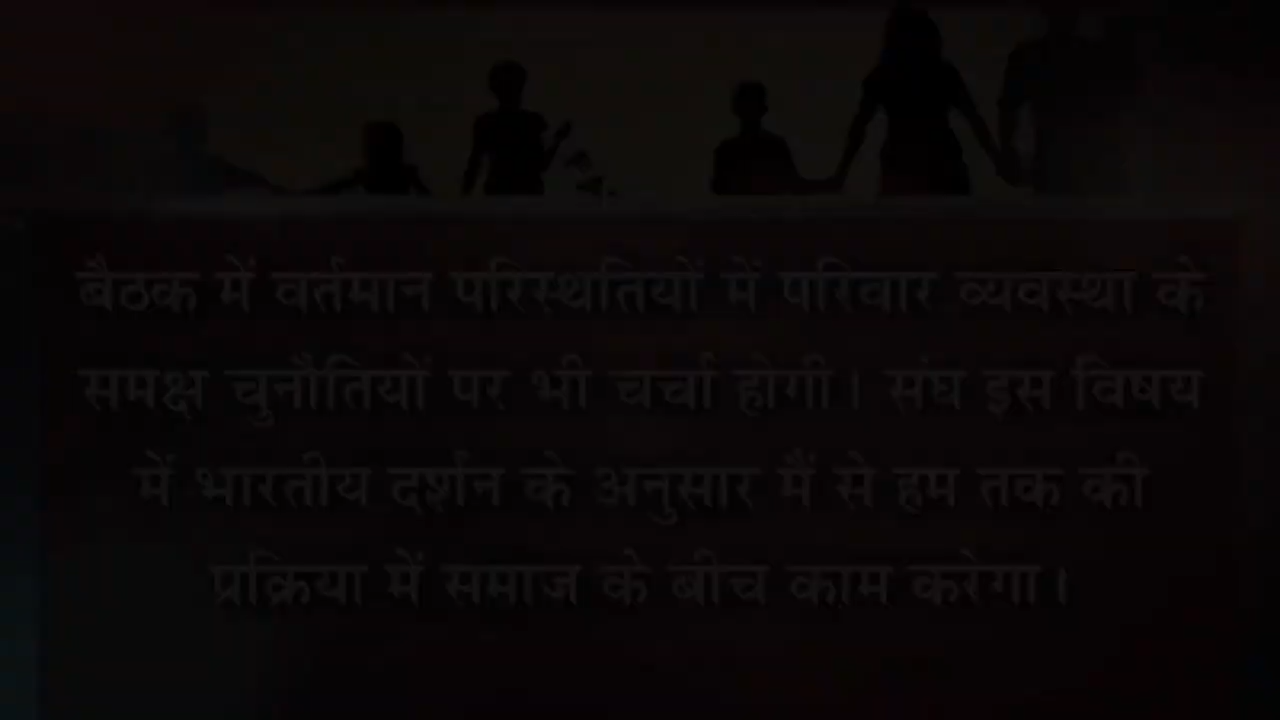 बैठक में वर्तमान परिस्थितियों में परिवार व्यवस्था के
समक्ष चुनौतियों पर भी चर्चा होगी। संघ इस विषय
में भारतीय दर्शन के अनुसार मैं से हम तक की
प्रक्रिया में समाज के बीच काम करेगा।